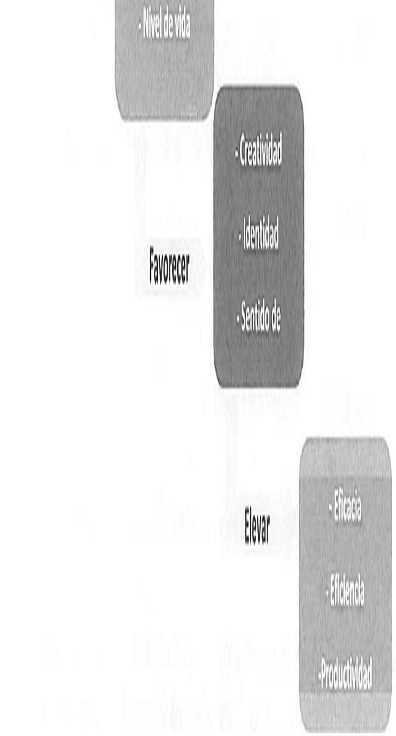 - Nivel de vida
- Creatividad
- Identidad
Favorecer
- Sentido de
- Eficacia
Elevar
- Eficiencia
-Productividad